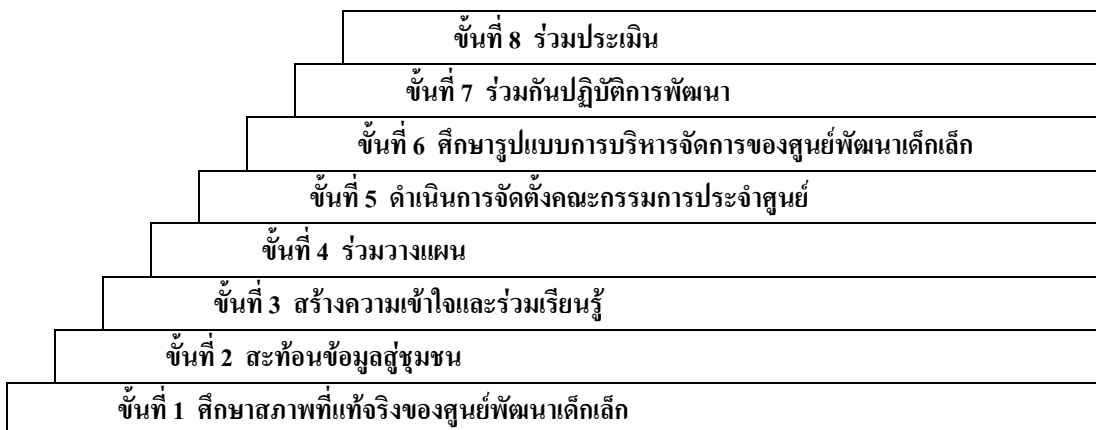 ขั้นที่ 8 ร่วมประเมิน
ขั้นที่ 7 ร่วมกันปฏิบัติการพัฒนา
ขั้นที่ 6 ศึกษารูปแบบการบริหารจัดการของศูนย์พัฒนาเด็กเล็ก
ขั้นที่ 5 ดำเนินการจัดตั้งคณะกรรมการประจำศูนย์
ขั้นที่ 4 ร่วมวางแผน
ขั้นที่ 3 สร้างความเข้าใจและร่วมเรียนรู้
ขั้นที่ 2 สะท้อนข้อมูลสู่ชุมชน
ขั้นที่ 1 ศึกษาสภาพที่แท้จริงของศูนย์พัฒนาเด็กเล็ก